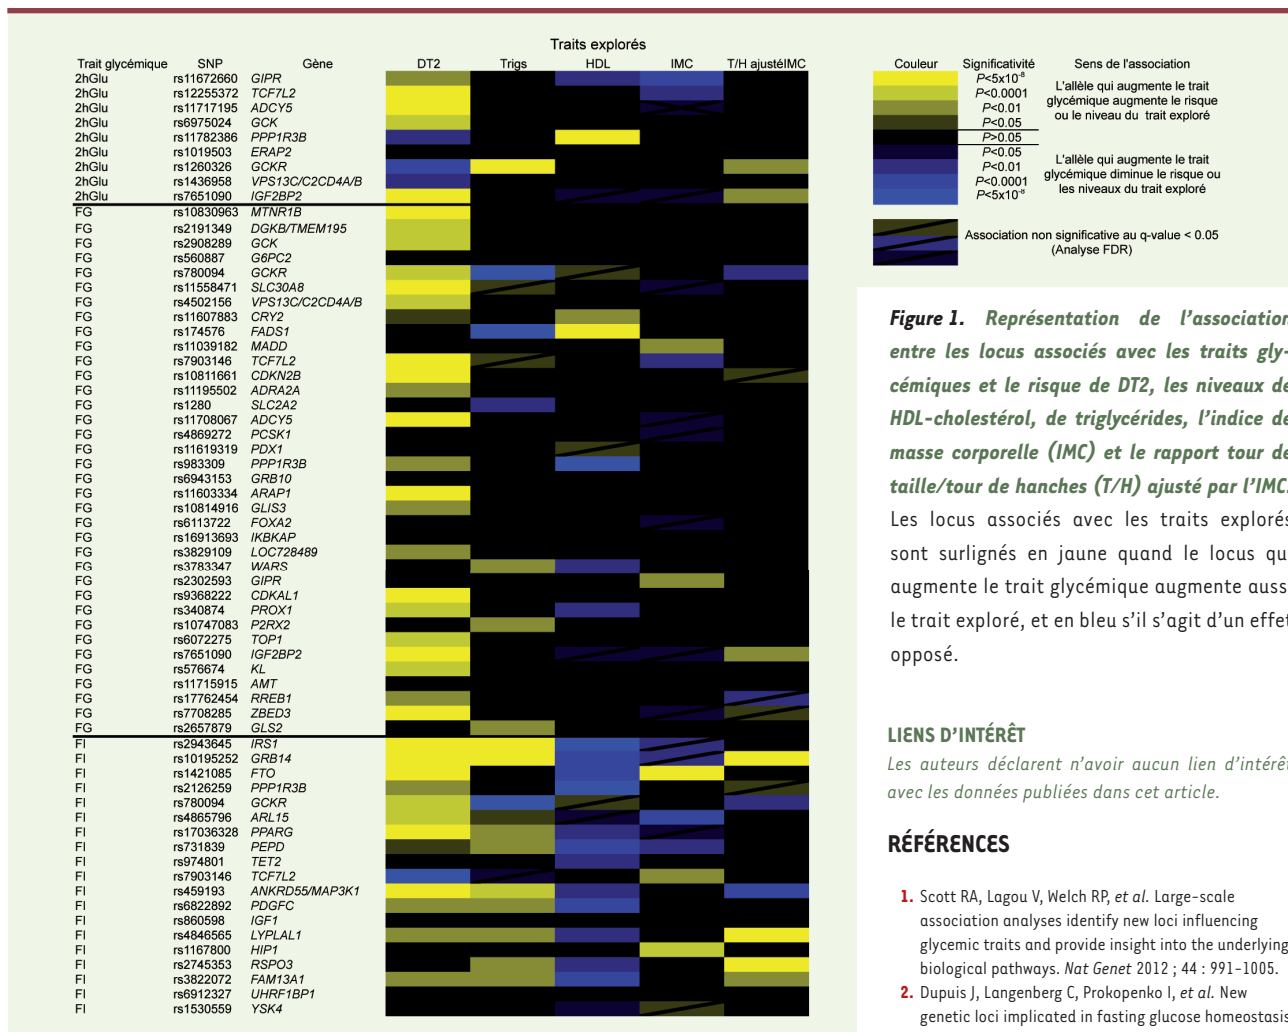 Traits explorés
Trait glycémique SNP Gène DT2 Trigs HDL IMC T/H ajustéIMC
2hGlu rs11672660 GIPR
2hGlu rs12255372 TCF7L2
2hGlu rs11717195 ADCY5
2hGlu rs6975024 GCK
2hGlu rs11782386 PPP1R3B
2hGlu rs1019503 ERAP2
2hGlu rs1260326 GCKR
2hGlu rs1436958 VPS13C/C2CD4A/B
2hGlu rs7651090 IGF2BP2
FG rs10830963 MTNR1B
FG rs2191349 DGKB/TMEM195
FG rs2908289 GCK
FG rs560887 G6PC2
FG rs780094 GCKR
FG rs11558471 SLC30A8
FG rs4502156 VPS13C/C2CD4A/B
FG rs11607883 CRY2
FG rs174576 FADS1
FG rs11039182 MADD
FG rs7903146 TCF7L2
FG rs10811661 CDKN2B
FG rs11195502 ADRA2A
FG rs1280 SLC2A2
FG rs11708067 ADCY5
FG rs4869272 PCSK1
FG rs11619319 PDX1
FG rs983309 PPP1R3B
FG rs6943153 GRB10
FG rs11603334 ARAP1
FG rs10814916 GLIS3
FG rs6113722 FOXA2
FG rs16913693 IKBKAP
FG rs3829109 LOC728489
FG rs3783347 WARS
FG rs2302593 GIPR
FG rs9368222 CDKAL1
FG rs340874 PROX1
FG rs10747083 P2RX2
FG rs6072275 TOP1
FG rs7651090 IGF2BP2
FG rs576674 KL
FG rs11715915 AMT
FG rs17762454 RREB1
FG rs7708285 ZBED3
FG rs2657879 GLS2
FI rs2943645 IRS1
FI rs10195252 GRB14
FI rs1421085 FTO
FI rs2126259 PPP1R3B
FI rs780094 GCKR
FI rs4865796 ARL15
FI rs17036328 PPARG
FI rs731839 PEPD
FI rs974801 TET2
FI rs7903146 TCF7L2
FI rs459193 ANKRD55/MAP3K1
FI rs6822892 PDGFC
FI rs860598 IGF1
FI rs4846565 LYPLAL1
FI rs1167800 HIP1
FI rs2745353 RSPO3
FI rs3822072 FAM13A1
FI rs6912327 UHRF1BP1
FI rs1530559 YSK4
Couleur Significativité Sens de l'association
P<5x10⁻⁸
P<0.0001
P<0.01
P<0.05
L'allèle qui augmente le trait
glycémique augmente le risque
ou le niveau du trait exploré
P>0.05
P<0.05
P<0.01
P<0.0001
P<5x10⁻⁸
L'allèle qui augmente le trait
glycémique diminue le risque ou
les niveaux du trait exploré
Association non significative au q-value < 0.05
(Analyse FDR)
Figure 1. Représentation de l'association
entre les locus associés avec les traits gly-
cémiques et le risque de DT2, les niveaux de
HDL-cholestérol, de triglycérides, l'indice de
masse corporelle (IMC) et le rapport tour de
taille/tour de hanches (T/H) ajusté par l'IMC.
Les locus associés avec les traits explorés
sont surlignés en jaune quand le locus qu
augmente le trait glycémique augmente auss
le trait exploré, et en bleu s'il s'agit d'un effet
opposé.
LIENS D'INTÉRÊT
Les auteurs déclarent n'avoir aucun lien d'intérêt
avec les données publiées dans cet article.
RÉFÉRENCES
1. Scott RA, Lagou V, Welch RP, et al. Large-scale
association analyses identify new loci influencing
glycemic traits and provide insight into the underlying
biological pathways. Nat Genet 2012 ; 44 : 991-1005.
2. Dupuis J, Langenberg C, Prokopenko I, et al. New
genetic loci implicated in fasting glucose homeostasis